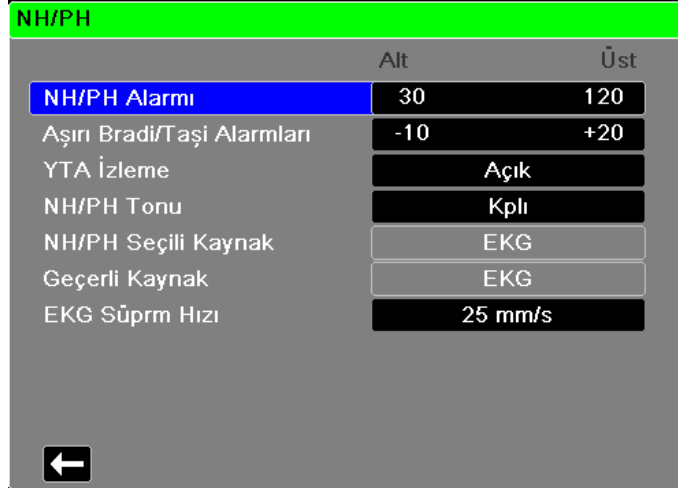 NH/PH
Alt Üst
NH/PH Alarmı 30 120
Aşırı Bradi/Taşi Alarmları -10 +20
YTA İzleme Açık
NH/PH Tonu Kplı
NH/PH Seçili Kaynak EKG
Geçerli Kaynak EKG
EKG Süprm Hızı 25 mm/s